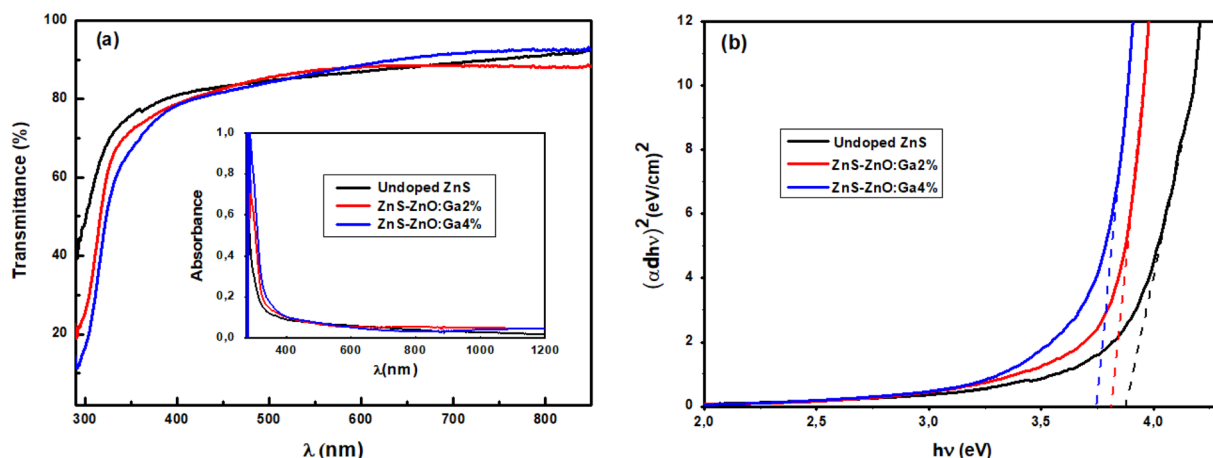 (a)
100
80
60
40
20
Transmittance (%)
300
400
500
600
700
800
λ (nm)
1,0
0,8
0,6
0,4
0,2
0,0
Absorbance
400
600
800
1000
1200
λ(nm)
Undoped ZnS
ZnS-ZnO:Ga2%
ZnS-ZnO:Ga4%
(b)
12
10
8
6
4
2
0
(αdhν)²(eV/cm)²
2,0
2,5
3,0
3,5
4,0
hν (eV)
Undoped ZnS
ZnS-ZnO:Ga2%
ZnS-ZnO:Ga4%